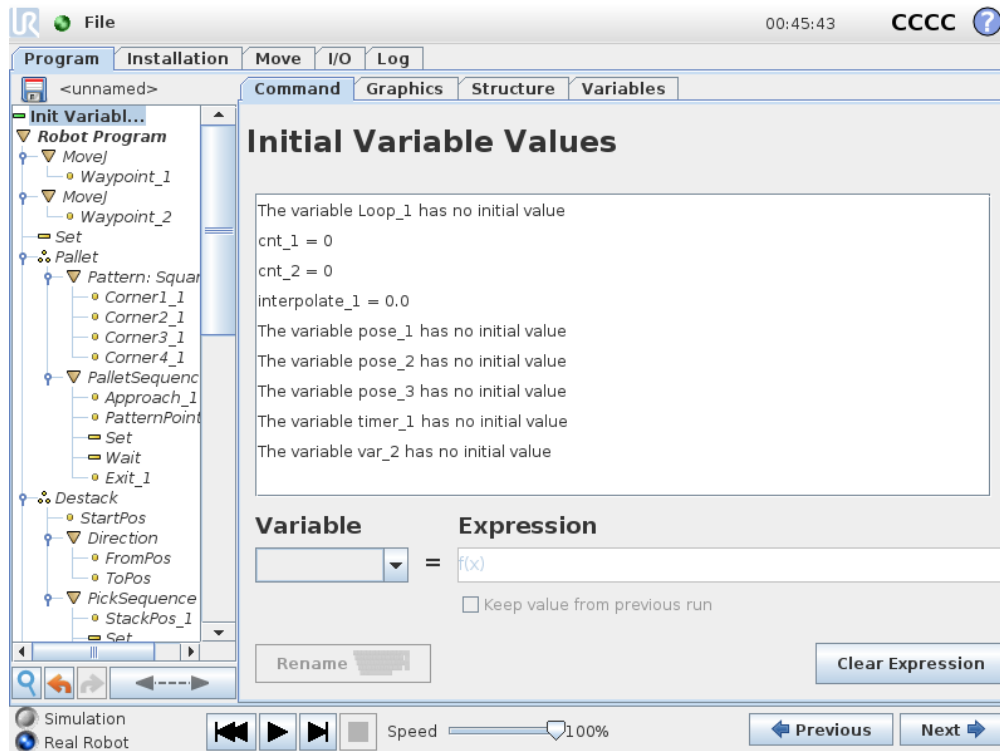 UR File 00:45:43 CCCC ?
Program Installation Move I/O Log
<unnamed> Command Graphics Structure Variables
Init Variabl...
Robot Program
MoveJ
Waypoint_1
MoveJ
Waypoint_2
Set
Pallet
Pattern: Squar
Corner1_1
Corner2_1
Corner3_1
Corner4_1
PalletSequenc
Approach_1
PatternPoint
Set
Wait
Exit_1
Destack
StartPos
Direction
FromPos
ToPos
PickSequence
StackPos_1
Set
Initial Variable Values
The variable Loop_1 has no initial value
cnt_1 = 0
cnt_2 = 0
interpolate_1 = 0.0
The variable pose_1 has no initial value
The variable pose_2 has no initial value
The variable pose_3 has no initial value
The variable timer_1 has no initial value
The variable var_2 has no initial value
Variable Expression
= f(x)
Keep value from previous run
Rename Clear Expression
Simulation
Real Robot
Speed 100% Previous Next